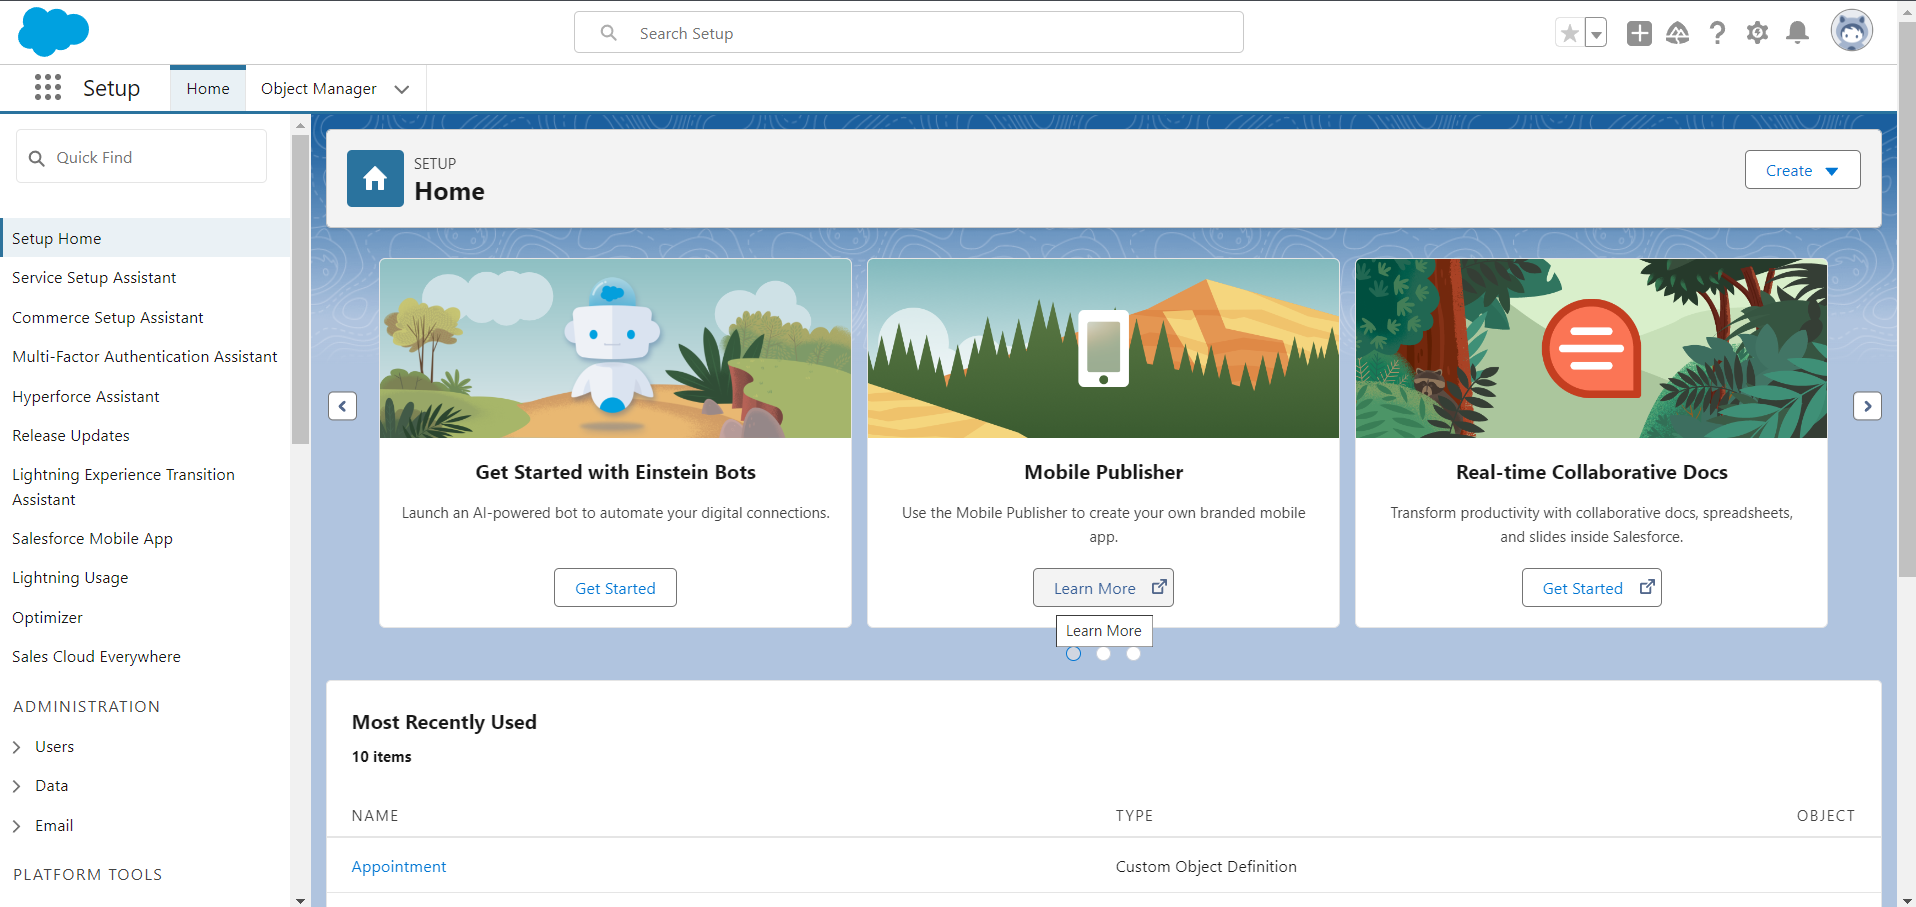 Search Setup
Setup
Home
Object Manager
Quick Find
Setup Home
Service Setup Assistant
Commerce Setup Assistant
Multi-Factor Authentication Assistant
Hyperforce Assistant
Release Updates
Lightning Experience Transition
Assistant
Salesforce Mobile App
Lightning Usage
Optimizer
Sales Cloud Everywhere
ADMINISTRATION
Users
Data
Email
PLATFORM TOOLS
SETUP
Home
Create
Get Started with Einstein Bots
Launch an AI-powered bot to automate your digital connections.
Get Started
Mobile Publisher
Use the Mobile Publisher to create your own branded mobile
app.
Learn More
Learn More
Real-time Collaborative Docs
Transform productivity with collaborative docs, spreadsheets,
and slides inside Salesforce.
Get Started
Most Recently Used
10 items
NAME
TYPE
OBJECT
Appointment
Custom Object Definition